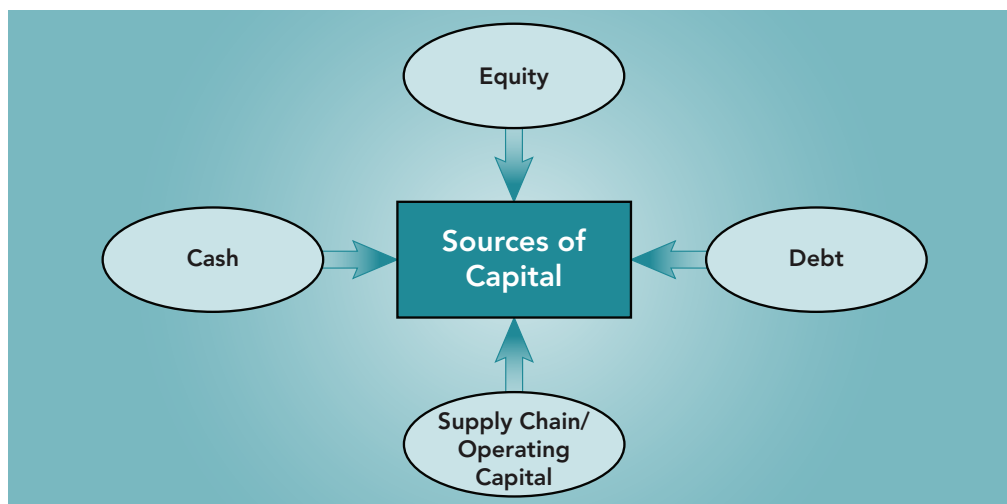 Equity
Cash
Sources of
Capital
Debt
Supply Chain/
Operating
Capital